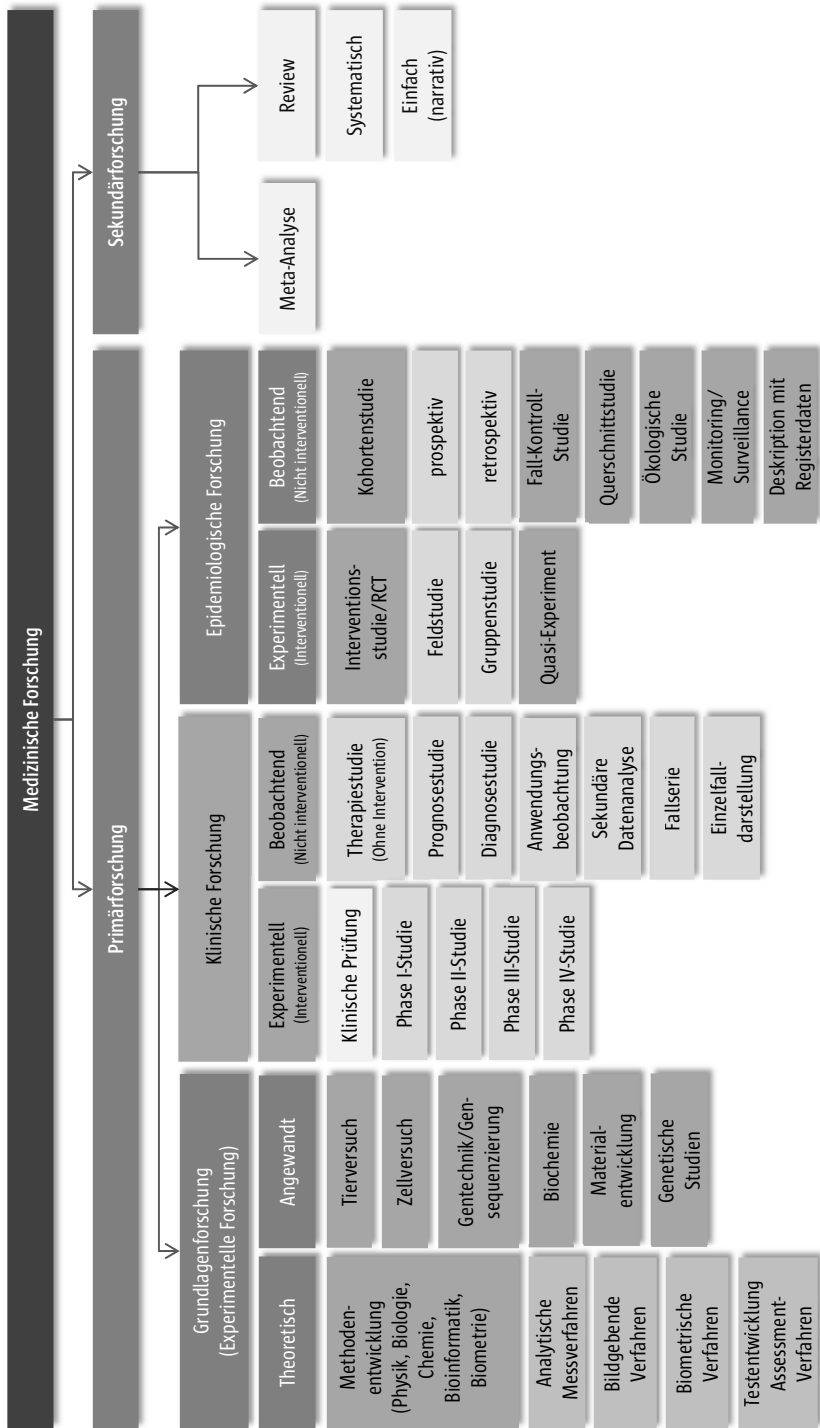 Medizinische Forschung
Primärforschung
Sekundärforschung
Grundlagenforschung
(Experimentelle Forschung)
Klinische Forschung
Epidemiologische Forschung
Theoretisch
Angewandt
Experimentell
(Interventionell)
Beobachtend
(Nicht interventionell)
Experimentell
(Interventionell)
Beobachtend
(Nicht interventionell)
Meta-Analyse
Review
Methoden-
entwicklung
(Physik, Biologie,
Chemie,
Bioinformatik,
Biometrie)
Analytische
Messverfahren
Bildgebende
Verfahren
Biometrische
Verfahren
Testentwicklung
Assessment-
Verfahren
Tierversuch
Zellversuch
Gentechnik/Gen-
sequenzierung
Biochemie
Material-
entwicklung
Genetische
Studien
Klinische Prüfung
Phase I-Studie
Phase II-Studie
Phase III-Studie
Phase IV-Studie
Therapiestudie
(Ohne Intervention)
Prognosestudie
Diagnosestudie
Anwendungs-
beobachtung
Sekundäre
Datenanalyse
Fallserie
Einzelfall-
darstellung
Interventions-
studie/RCT
Feldstudie
Gruppenstudie
Quasi-Experiment
Kohortenstudie
prospektiv
retrospektiv
Fall-Kontroll-
Studie
Querschnittstudie
Ökologische
Studie
Monitoring/
Surveillance
Deskription mit
Registerdaten
Systematisch
Einfach
(narrativ)